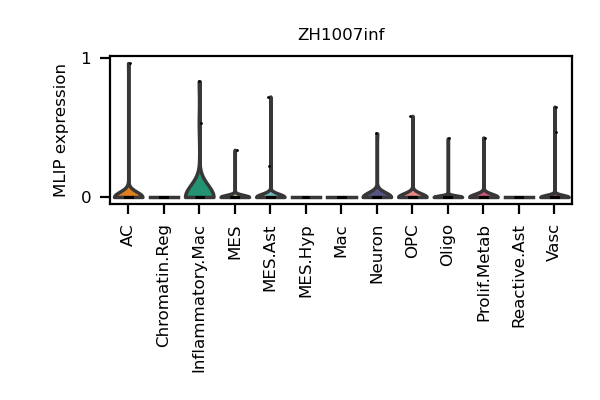 ZH1007inf
MLIP expression
1
0
AC
Chromatin.Reg
Inflammatory.Mac
MES
MES.Ast
MES.Hyp
Mac
Neuron
OPC
Oligo
Prolif.Metab
Reactive.Ast
Vasc